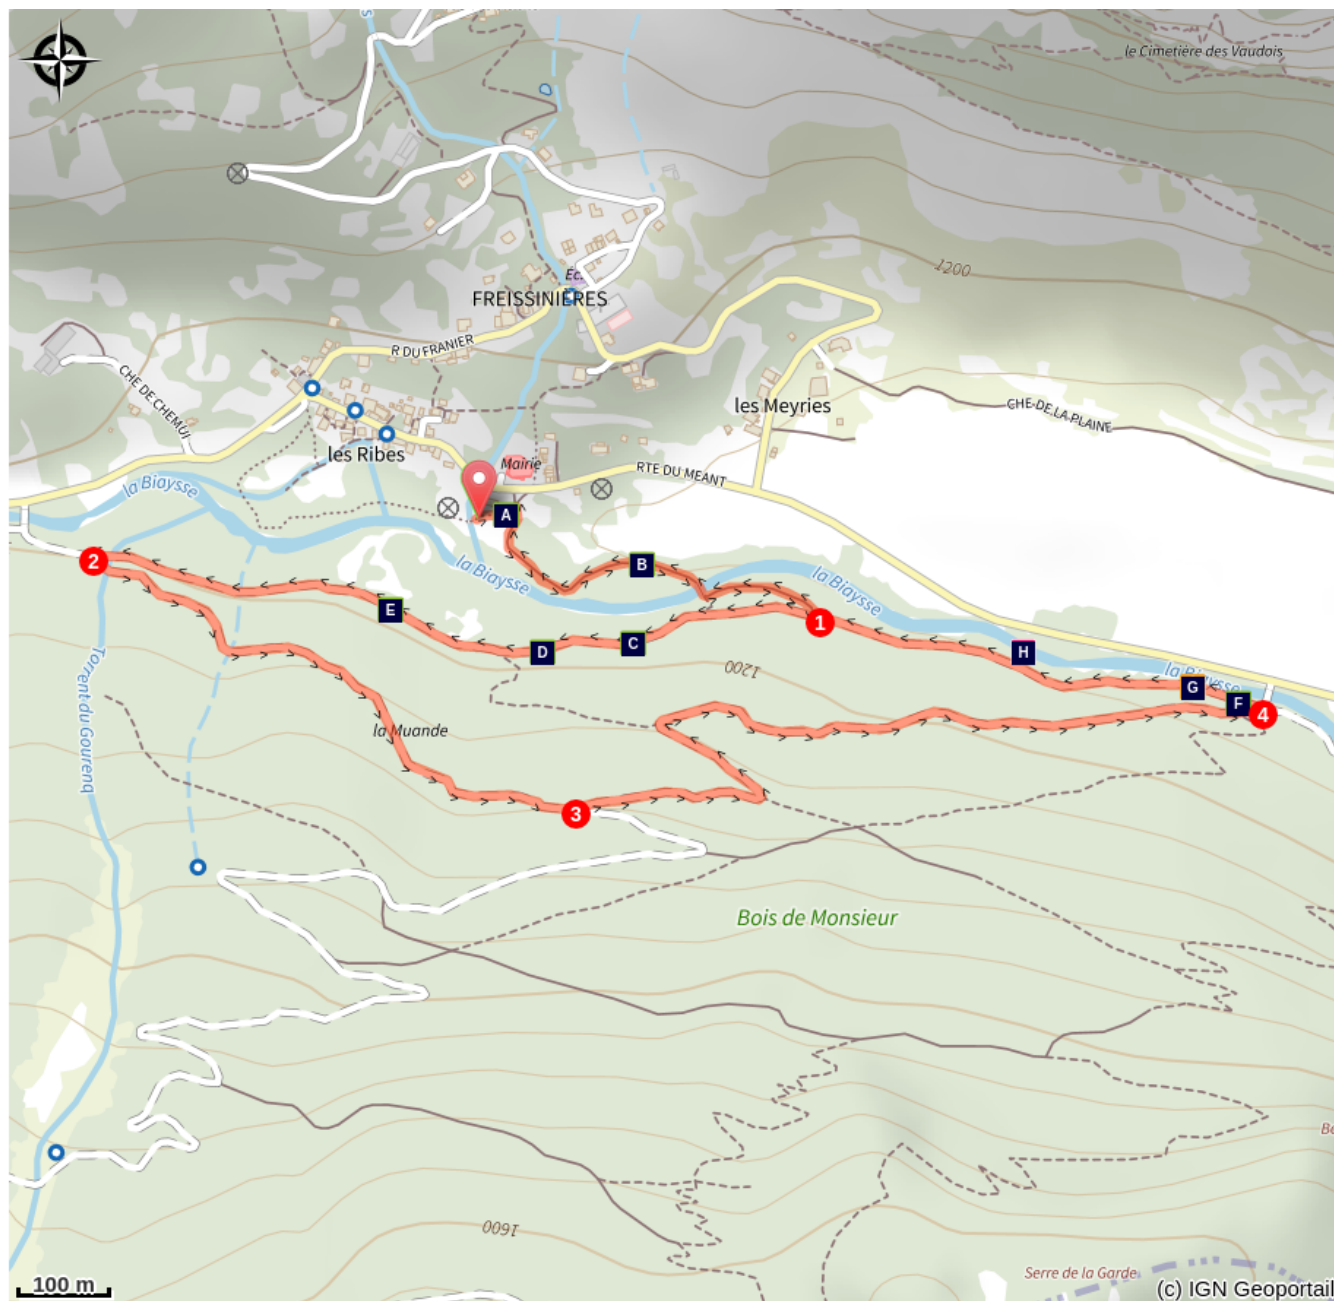 s
le Cimetière des Vaudois
1200
Éc.
FREISSINIÈRES
R DU FRANIER
CHE DE CHEMUI
les Meyries
CHE DE LA PLAINE
les Ribes
Mairie
RTE DU MEANT
la Biaysse
A
B
la Biaysse
la Biaysse
2
E
1
C
D
H
la Biaysse
G
F
4
1200
Torrent du Gourenq
la Muande
3
Bois de Monsieur
Be
1600
Serre de la Garde
100 m
(c) IGN Geoportail